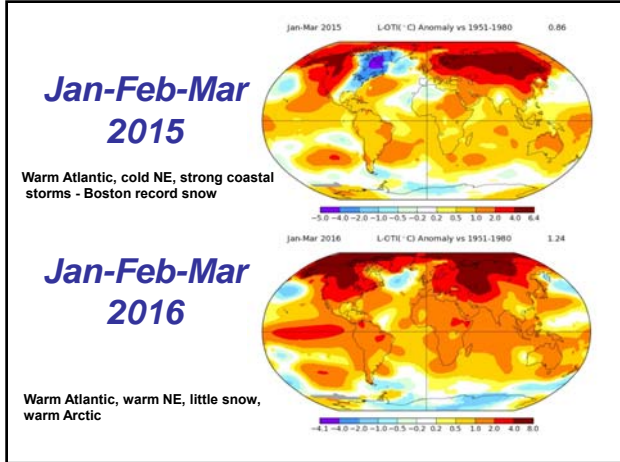 Jan-Mar 2015 L-OTI(°C) Anomaly vs 1951-1980 0.86
Jan-Feb-Mar
2015
Warm Atlantic, cold NE, strong coastal
storms - Boston record snow
-5.0 -4.0 -2.0 -1.0 -0.5 -0.2 0.2 0.5 1.0 2.0 4.0 6.4
Jan-Mar 2016 L-OTI(°C) Anomaly vs 1951-1980 1.24
Jan-Feb-Mar
2016
Warm Atlantic, warm NE, little snow,
warm Arctic
-4.1 -4.0 -2.0 -1.0 -0.5 -0.2 0.2 0.5 1.0 2.0 4.0 8.0